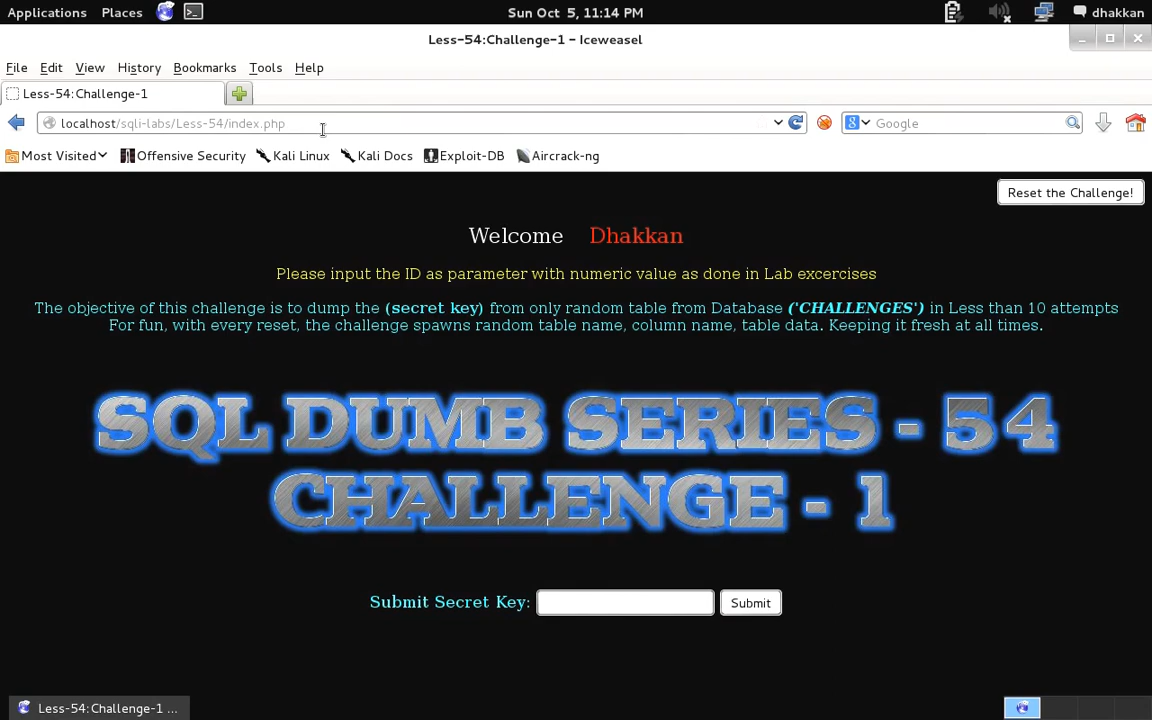 Applications Places Sun Oct 5, 11:14 PM dhakkan
Less-54:Challenge-1 - Iceweasel
File Edit View History Bookmarks Tools Help
Less-54:Challenge-1
localhost/sqli-labs/Less-54/index.php Google
Most Visited Offensive Security Kali Linux Kali Docs Exploit-DB Aircrack-ng
Reset the Challenge!
Welcome Dhakkan
Please input the ID as parameter with numeric value as done in Lab excercises
The objective of this challenge is to dump the (secret key) from only random table from Database ('CHALLENGES') in Less than 10 attempts
For fun, with every reset, the challenge spawns random table name, column name, table data. Keeping it fresh at all times.
SQL DUMB SERIES - 54
CHALLENGE - 1
Submit Secret Key: Submit
Less-54:Challenge-1 ...